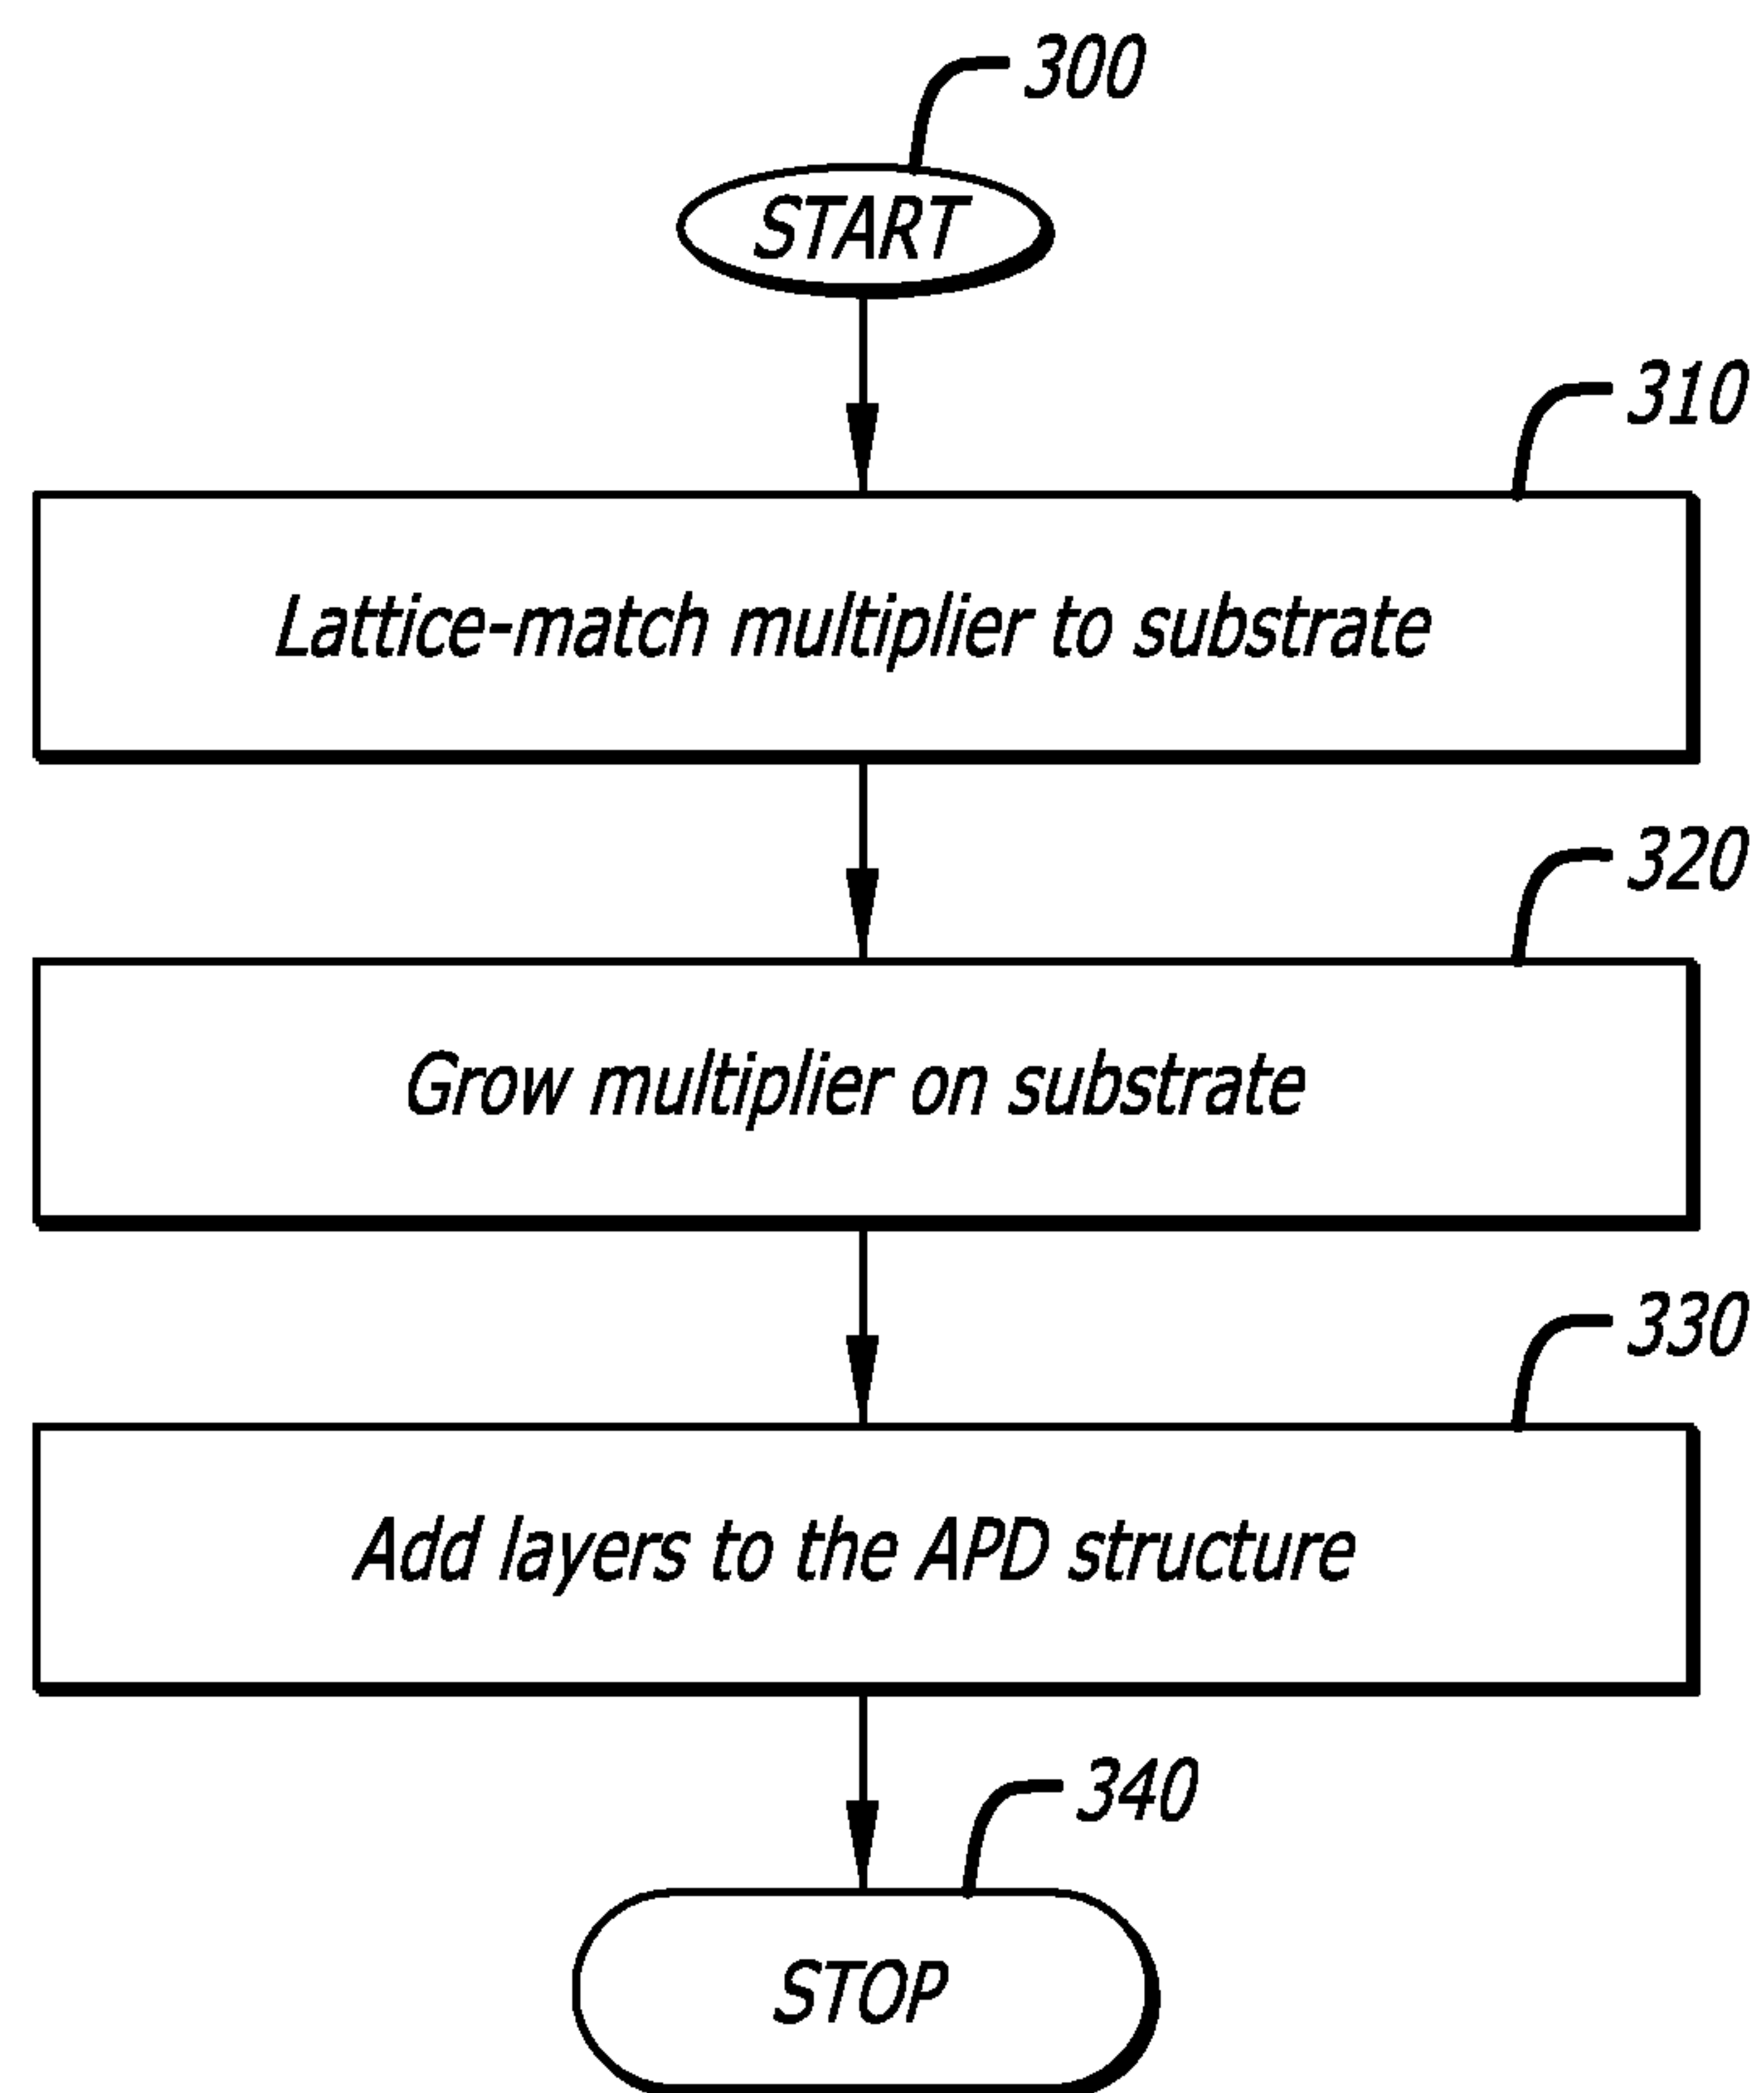 300
START
310
Lattice-match multiplier to substrate
320
Grow multiplier on substrate
330
Add layers to the APD structure
340
STOP